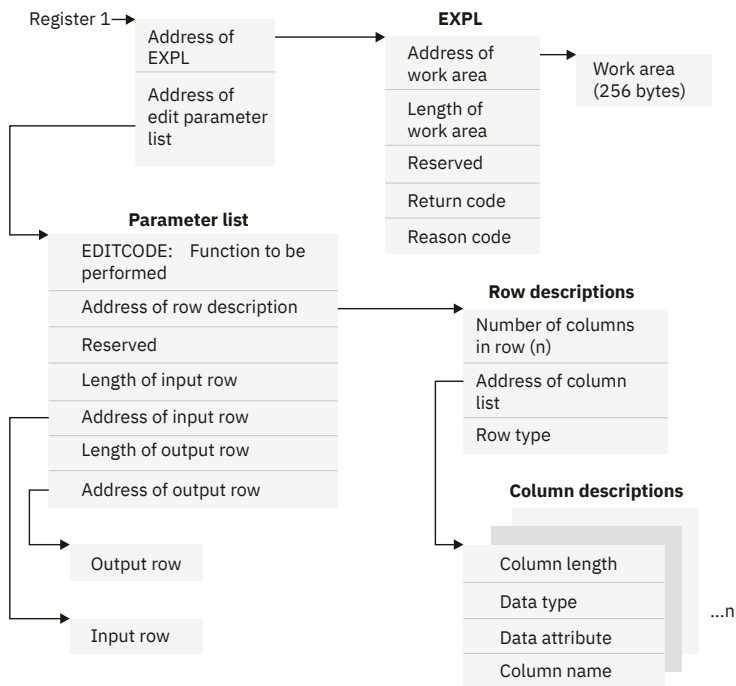 Register 1
Address of
EXPL
Address of
edit parameter
list
EXPL
Address of
work area
Length of
work area
Reserved
Return code
Reason code
Work area
(256 bytes)
Parameter list
EDITCODE: Function to be
performed
Address of row description
Reserved
Length of input row
Address of input row
Length of output row
Address of output row
Row descriptions
Number of columns
in row (n)
Address of column
list
Row type
Column descriptions
Column length
Data type
Data attribute
Column name
...n
Output row
Input row